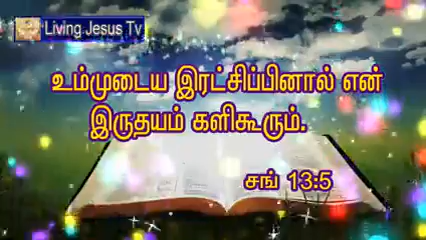 Living Jesus Tv
உம்முடைய இரட்சிப்பினால் என்
இருதயம் களிகூரும்.
சங் 13:5